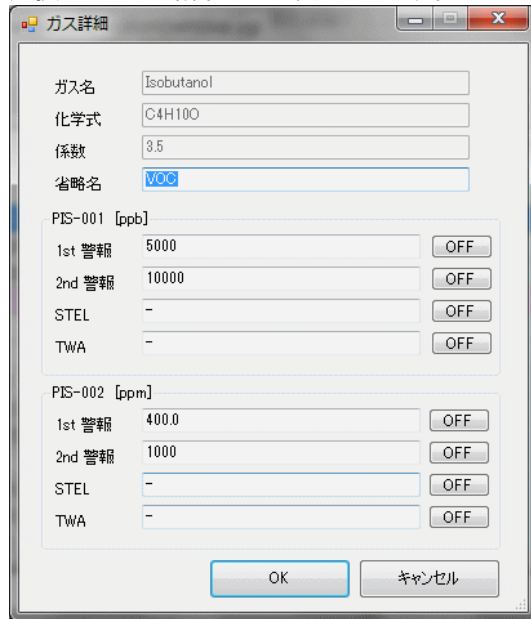 ガス詳細
ガス名 Isobutanol
化学式 C4H10O
係数 3.5
省略名 VOC
PIS-001 [ppb]
1st 警報 5000 OFF
2nd 警報 10000 OFF
STEL - OFF
TWA - OFF
PIS-002 [ppm]
1st 警報 400.0 OFF
2nd 警報 1000 OFF
STEL - OFF
TWA - OFF
OK キャンセル